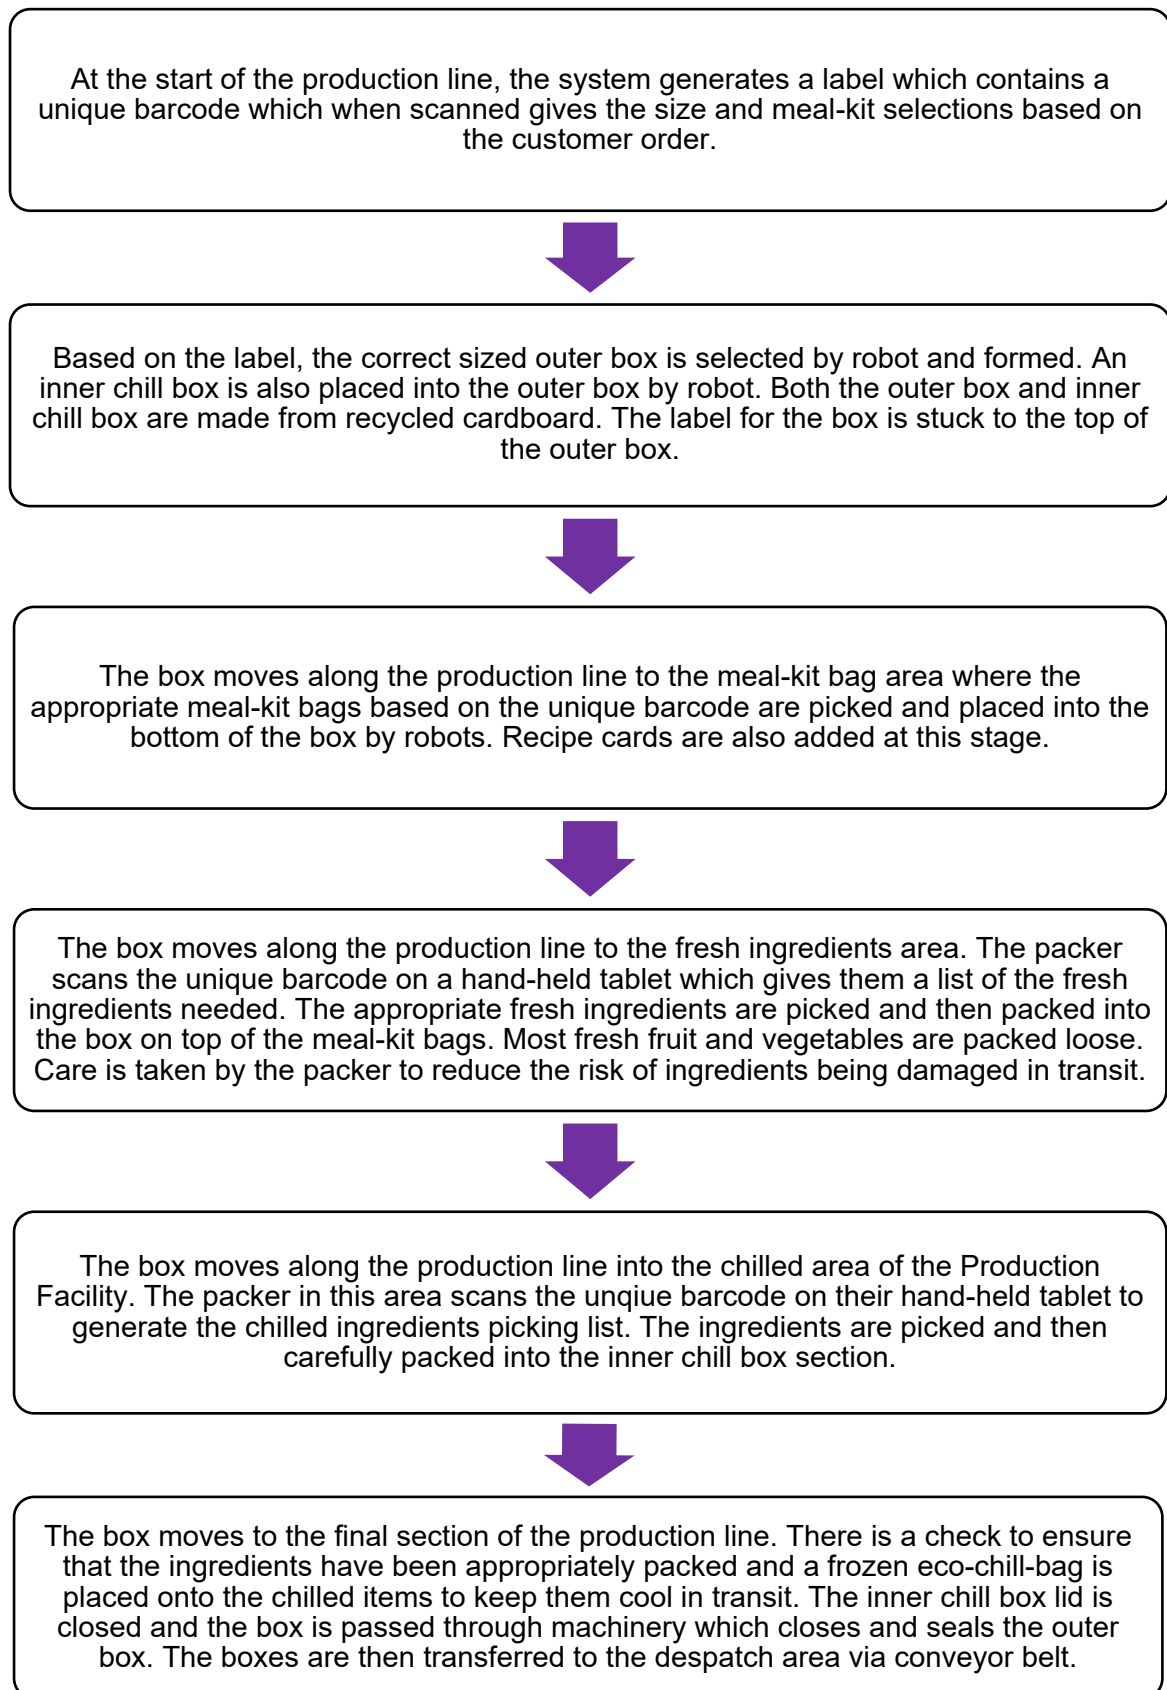 At the start of the production line, the system generates a label which contains a
unique barcode which when scanned gives the size and meal-kit selections based on
the customer order.
Based on the label, the correct sized outer box is selected by robot and formed. An
inner chill box is also placed into the outer box by robot. Both the outer box and inner
chill box are made from recycled cardboard. The label for the box is stuck to the top of
the outer box.
The box moves along the production line to the meal-kit bag area where the
appropriate meal-kit bags based on the unique barcode are picked and placed into the
bottom of the box by robots. Recipe cards are also added at this stage.
The box moves along the production line to the fresh ingredients area. The packer
scans the unique barcode on a hand-held tablet which gives them a list of the fresh
ingredients needed. The appropriate fresh ingredients are picked and then packed into
the box on top of the meal-kit bags. Most fresh fruit and vegetables are packed loose.
Care is taken by the packer to reduce the risk of ingredients being damaged in transit.
The box moves along the production line into the chilled area of the Production
Facility. The packer in this area scans the unqiue barcode on their hand-held tablet to
generate the chilled ingredients picking list. The ingredients are picked and then
carefully packed into the inner chill box section.
The box moves to the final section of the production line. There is a check to ensure
that the ingredients have been appropriately packed and a frozen eco-chill-bag is
placed onto the chilled items to keep them cool in transit. The inner chill box lid is
closed and the box is passed through machinery which closes and seals the outer
box. The boxes are then transferred to the despatch area via conveyor belt.